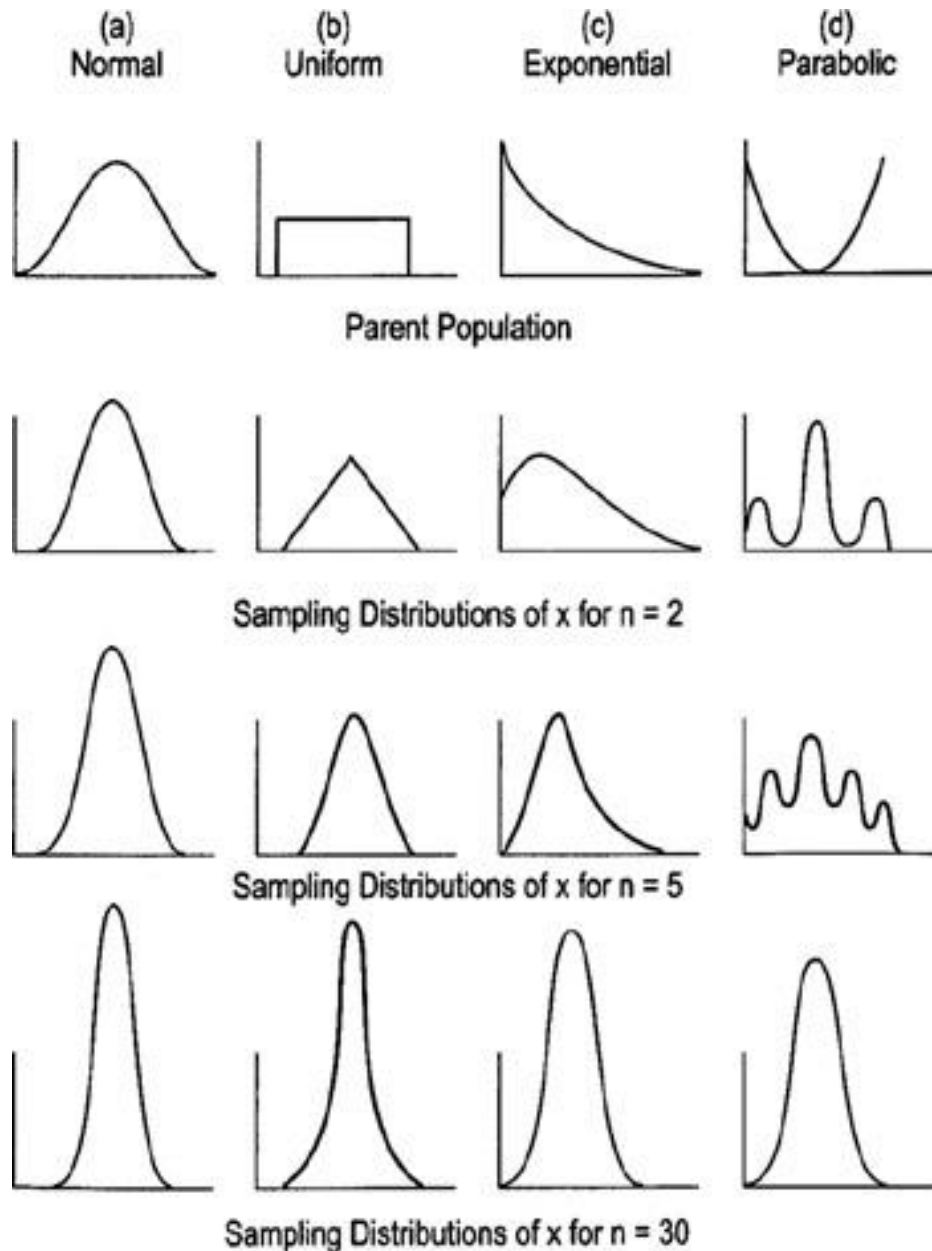 (a) (b) (c) (d)
Normal Uniform Exponential Parabolic
Parent Population
Sampling Distributions of x for n = 2
Sampling Distributions of x for n = 5
Sampling Distributions of x for n = 30